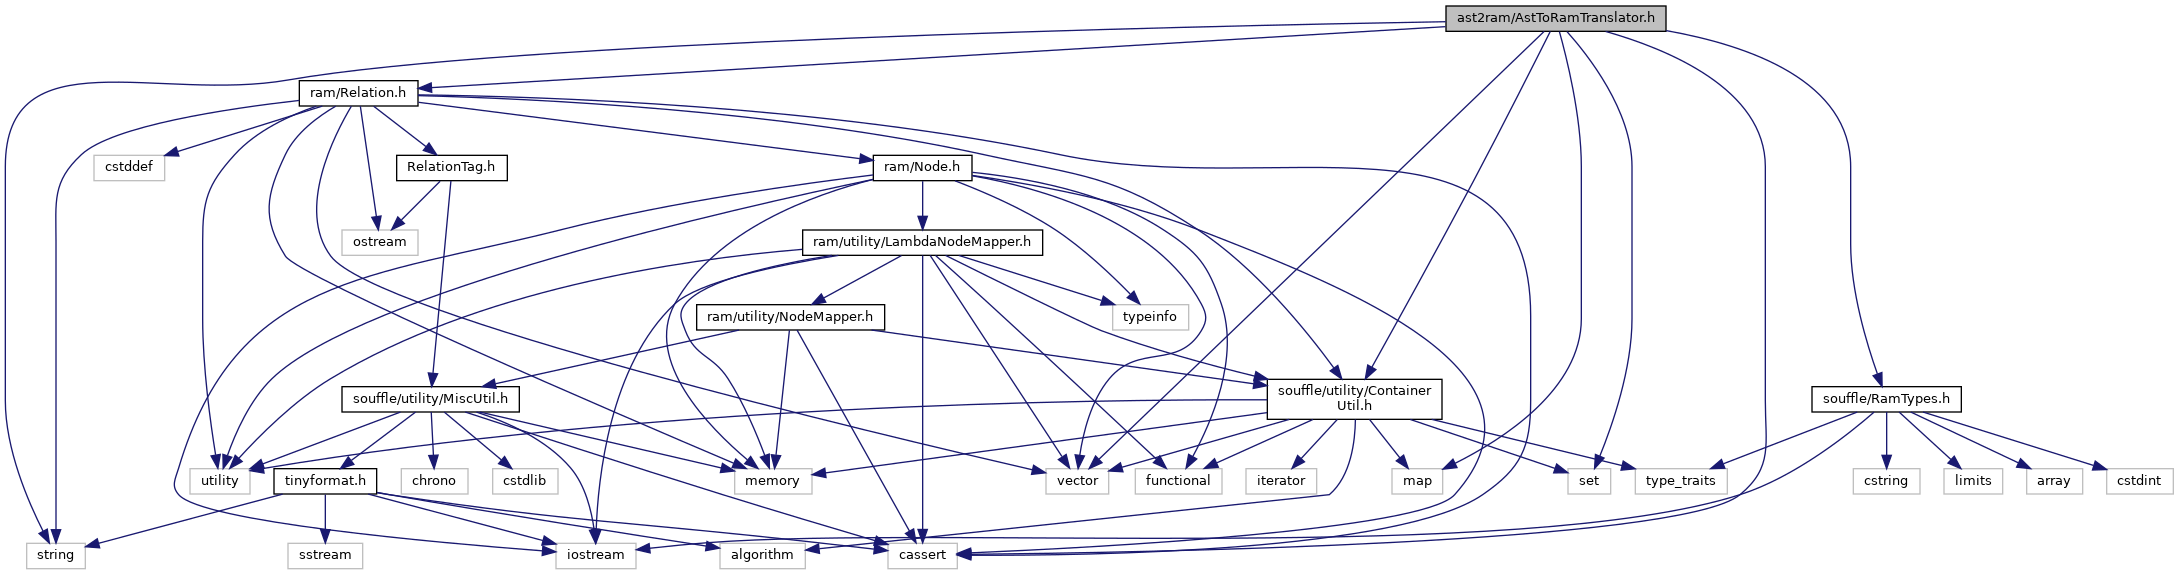 ast2ram/AstToRamTranslator.h
ram/Relation.h
cstddef
RelationTag.h
ram/Node.h
ostream
ram/utility/LambdaNodeMapper.h
ram/utility/NodeMapper.h
typeinfo
souffle/utility/MiscUtil.h
souffle/utility/Container
Util.h
souffle/RamTypes.h
utility
tinyformat.h
chrono
cstdlib
memory
vector
functional
iterator
map
set
type_traits
cstring
limits
array
cstdint
string
sstream
iostream
algorithm
cassert